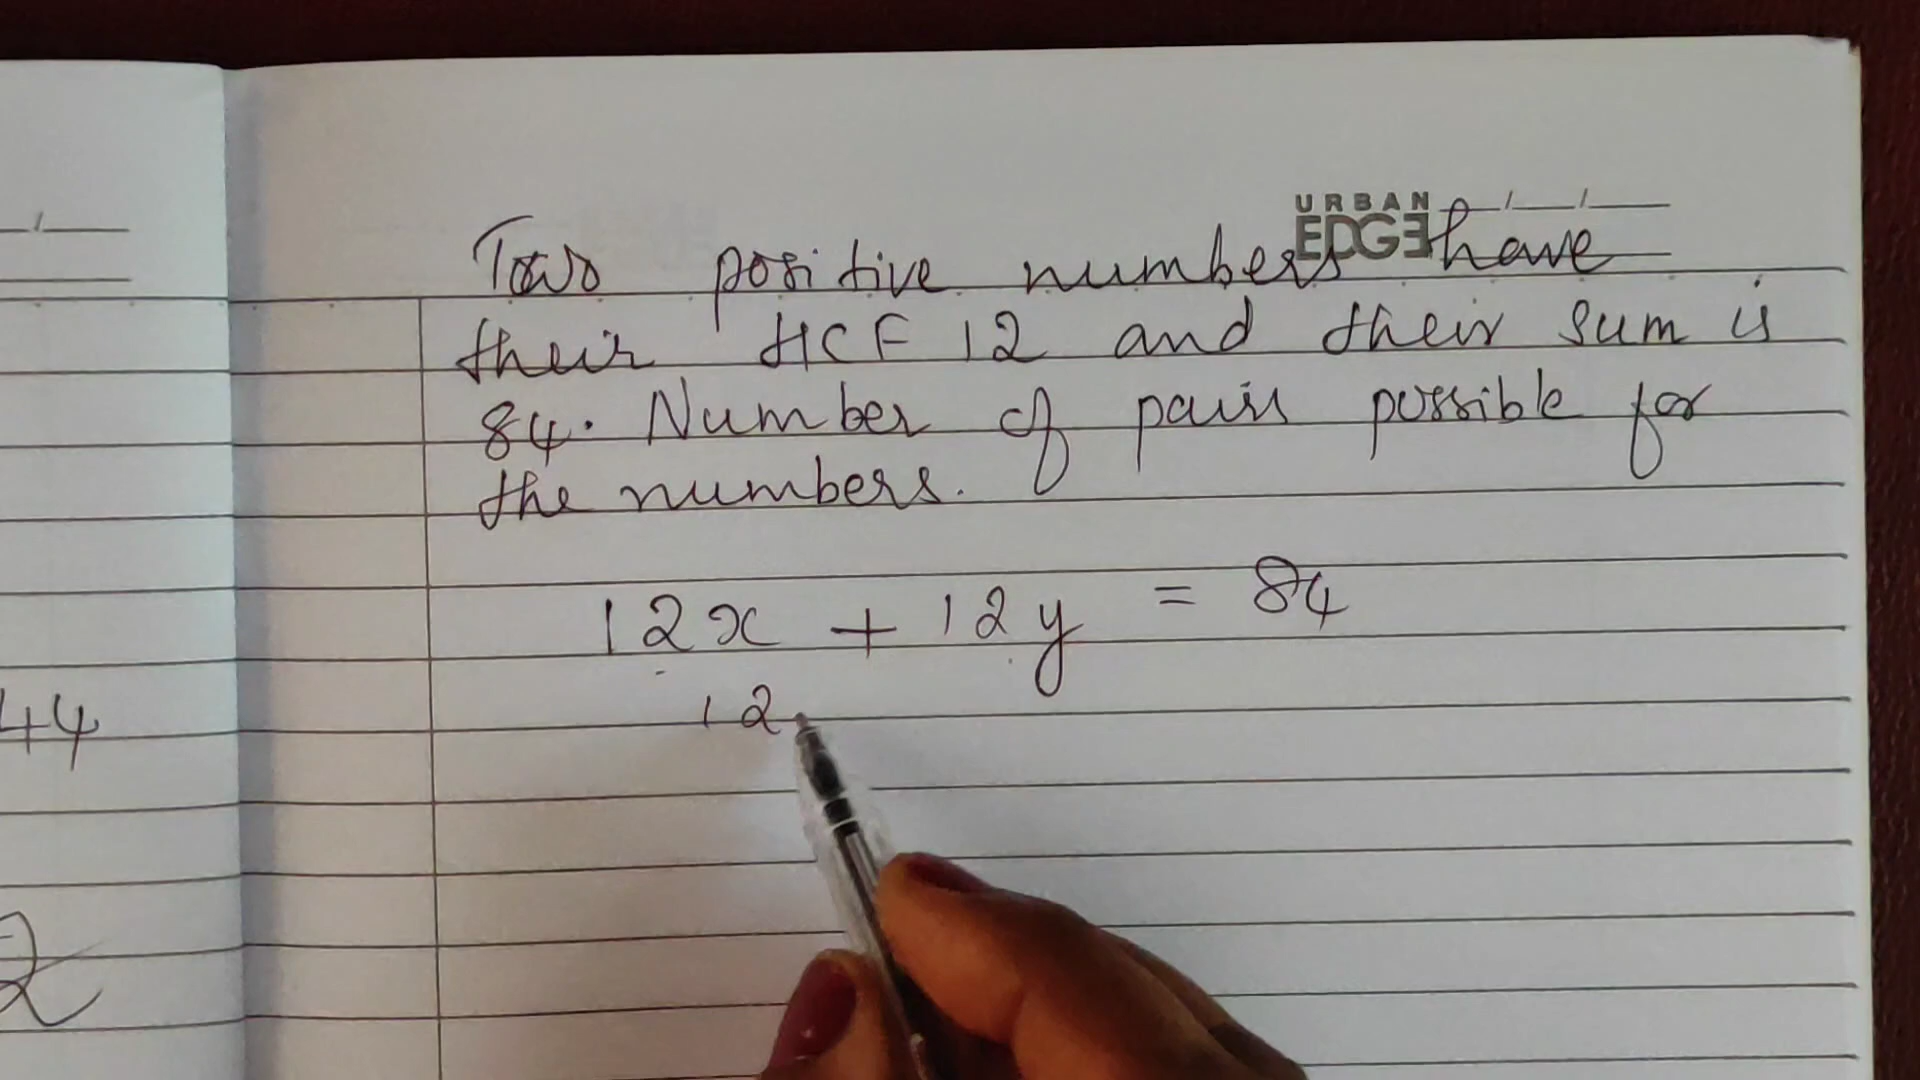 URBAN
EDGE
Two positive numbers have
their HCF 12 and their sum is
84. Number of pairs possible for
the numbers.
12x + 12y = 84
12
44
2